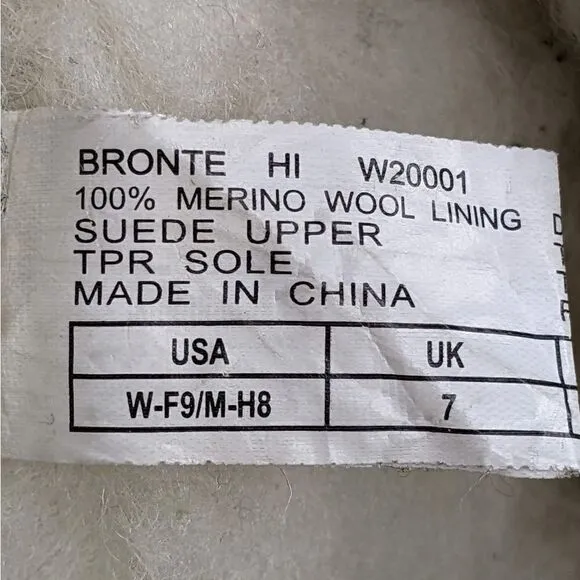 BRONTE HI W20001
100% MERINO WOOL LINING
SUEDE UPPER
TPR SOLE
MADE IN CHINA
USA UK
W-F9/M-H8 7